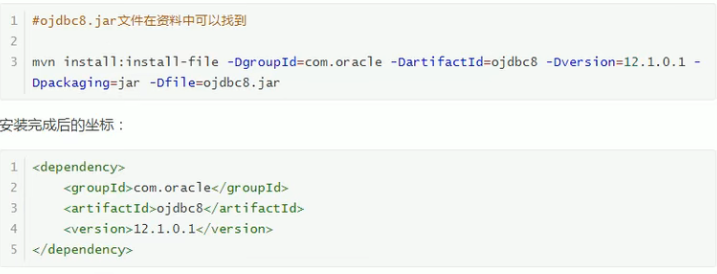 1 #ojdbc8.jar文件在资料中可以找到
2
3 mvn install:install-file -DgroupId=com.oracle -DartifactId=ojdbc8 -Dversion=12.1.0.1 -
Dpackaging=jar -Dfile=ojdbc8.jar
安装完成后的坐标：
1 <dependency>
2     <groupId>com.oracle</groupId>
3     <artifactId>ojdbc8</artifactId>
4     <version>12.1.0.1</version>
5 </dependency>